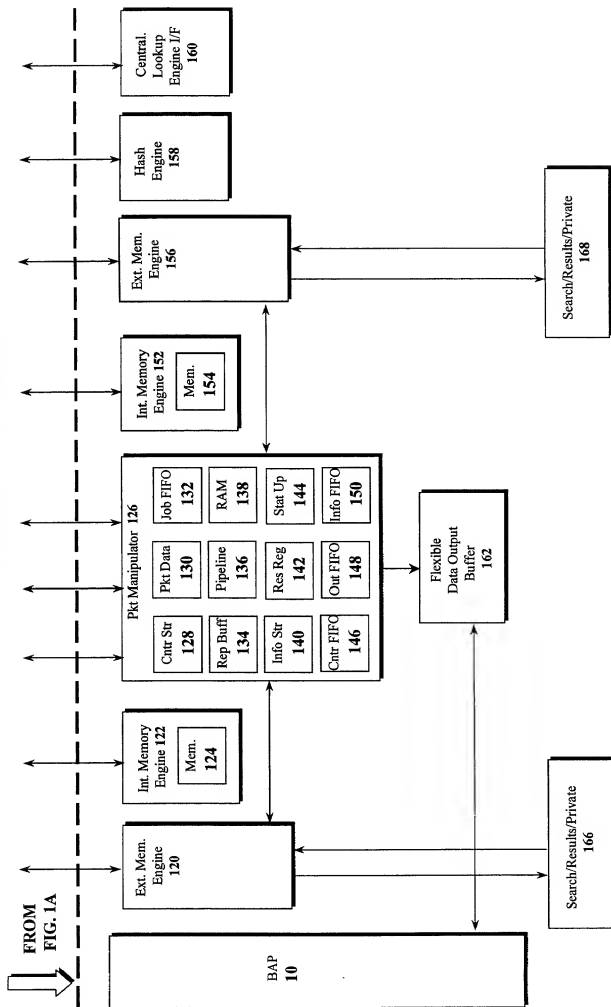 FROM
FIG. 1A
BAP
10
Ext. Mem.
Engine
120
Int. Memory
Engine 122
Mem.
124
Pkt Manipulator 126
Cntr Str
128
Pkt Data
130
Job FIFO
132
Rep Buff
134
Pipeline
136
RAM
138
Info Str
140
Res Reg
142
Stat Up
144
Cntr FIFO
146
Out FIFO
148
Info FIFO
150
Int. Memory
Engine 152
Mem.
154
Ext. Mem.
Engine
156
Hash
Engine
158
Central.
Lookup
Engine I/F
160
Flexible
Data Output
Buffer
162
Search/Results/Private
166
Search/Results/Private
168